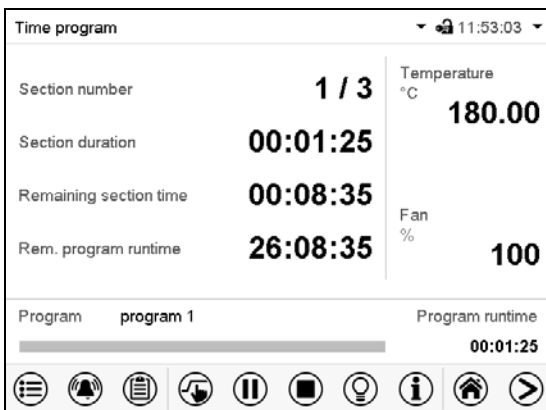 Time program 11:53:03
Section number 1 / 3
Section duration 00:01:25
Remaining section time 00:08:35
Rem. program runtime 26:08:35
Temperature
°C
180.00
Fan
%
100
Program program 1 Program runtime
00:01:25